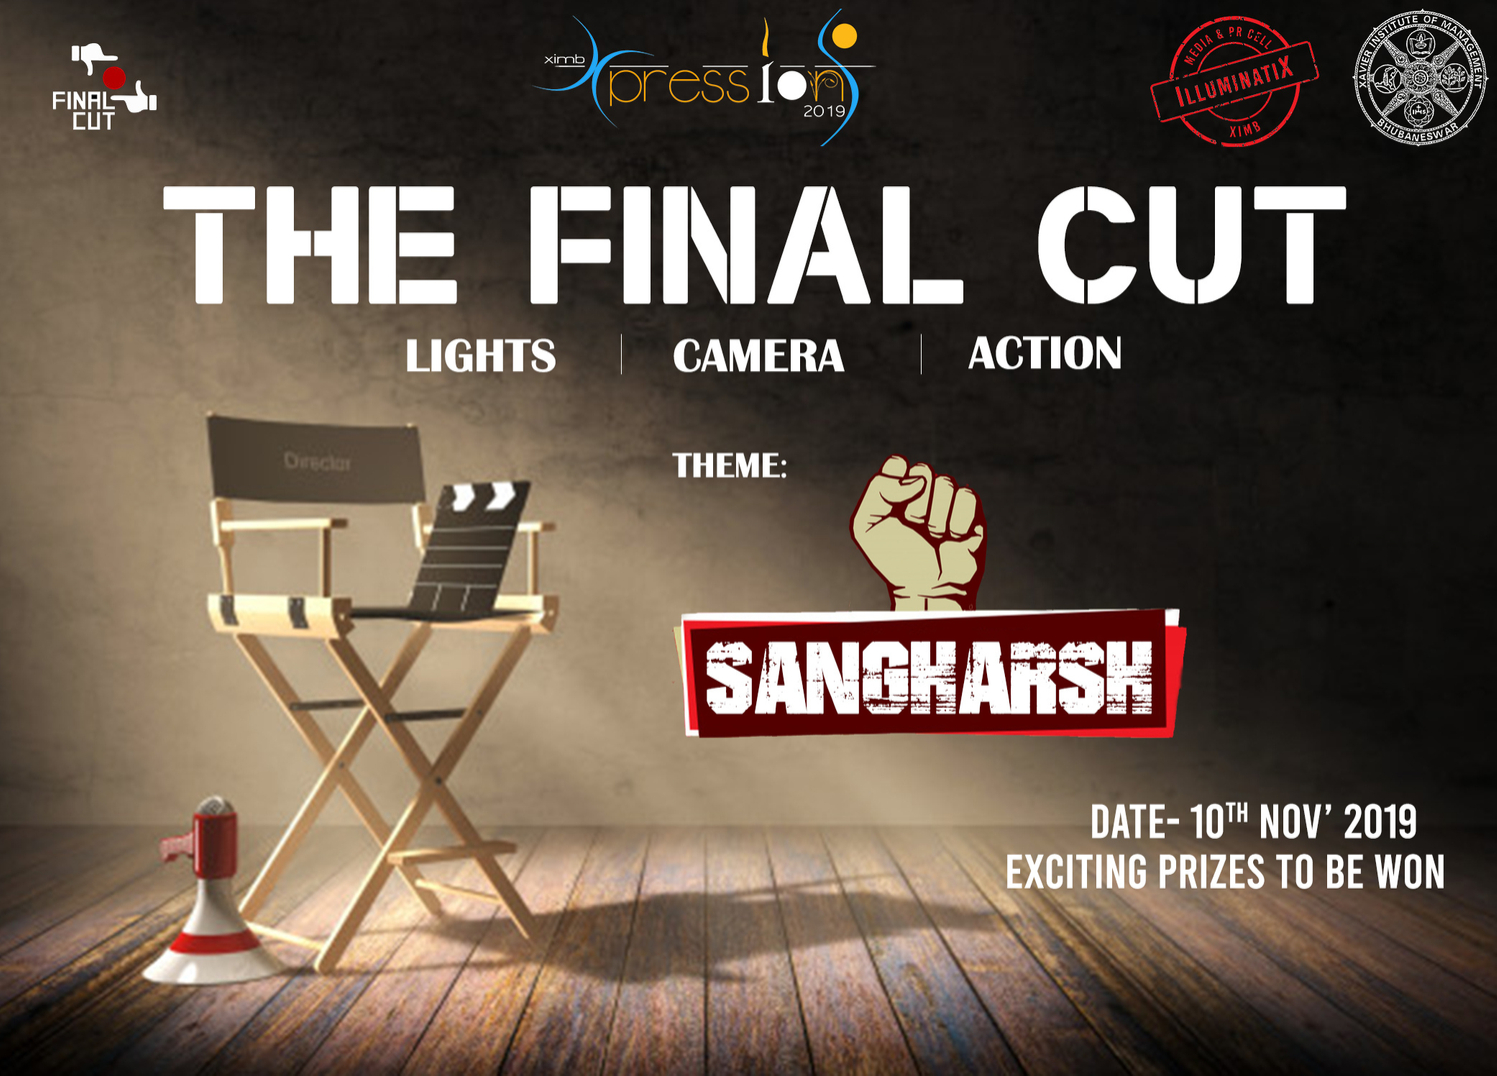 FINAL
CUT
ximb
Xpressions
2019
MEDIA & PR CELL
ILLUMINATIX
XIMB
XAVIER INSTITUTE OF MANAGEMENT
BHUBANESWAR
THE FINAL CUT
LIGHTS CAMERA ACTION
Director
THEME:
SANGHARSH
DATE- 10TH NOV' 2019
EXCITING PRIZES TO BE WON